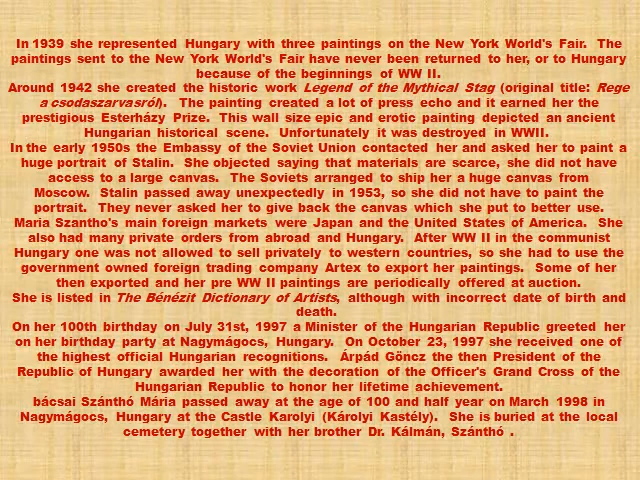 In 1939 she represented Hungary with three paintings on the New York World's Fair. The
paintings sent to the New York World's Fair have never been returned to her, or to Hungary
because of the beginnings of WW II.
Around 1942 she created the historic work Legend of the Mythical Stag (original title: Rege
a csodaszarvasról). The painting created a lot of press echo and it earned her the
prestigious Esterházy Prize. This wall size epic and erotic painting depicted an ancient
Hungarian historical scene. Unfortunately it was destroyed in WWII.
In the early 1950s the Embassy of the Soviet Union contacted her and asked her to paint a
huge portrait of Stalin. She objected saying that materials are scarce, she did not have
access to a large canvas. The Soviets arranged to ship her a huge canvas from
Moscow. Stalin passed away unexpectedly in 1953, so she did not have to paint the
portrait. They never asked her to give back the canvas which she put to better use.
Maria Szantho's main foreign markets were Japan and the United States of America. She
also had many private orders from abroad and Hungary. After WW II in the communist
Hungary one was not allowed to sell privately to western countries, so she had to use the
government owned foreign trading company Artex to export her paintings. Some of her
then exported and her pre WW II paintings are periodically offered at auction.
She is listed in The Bénézit Dictionary of Artists, although with incorrect date of birth and
death.
On her 100th birthday on July 31st, 1997 a Minister of the Hungarian Republic greeted her
on her birthday party at Nagymágocs, Hungary. On October 23, 1997 she received one of
the highest official Hungarian recognitions. Árpád Göncz the then President of the
Republic of Hungary awarded her with the decoration of the Officer's Grand Cross of the
Hungarian Republic to honor her lifetime achievement.
bácsai Szánthó Mária passed away at the age of 100 and half year on March 1998 in
Nagymágocs, Hungary at the Castle Karolyi (Károlyi Kastély). She is buried at the local
cemetery together with her brother Dr. Kálmán, Szánthó .